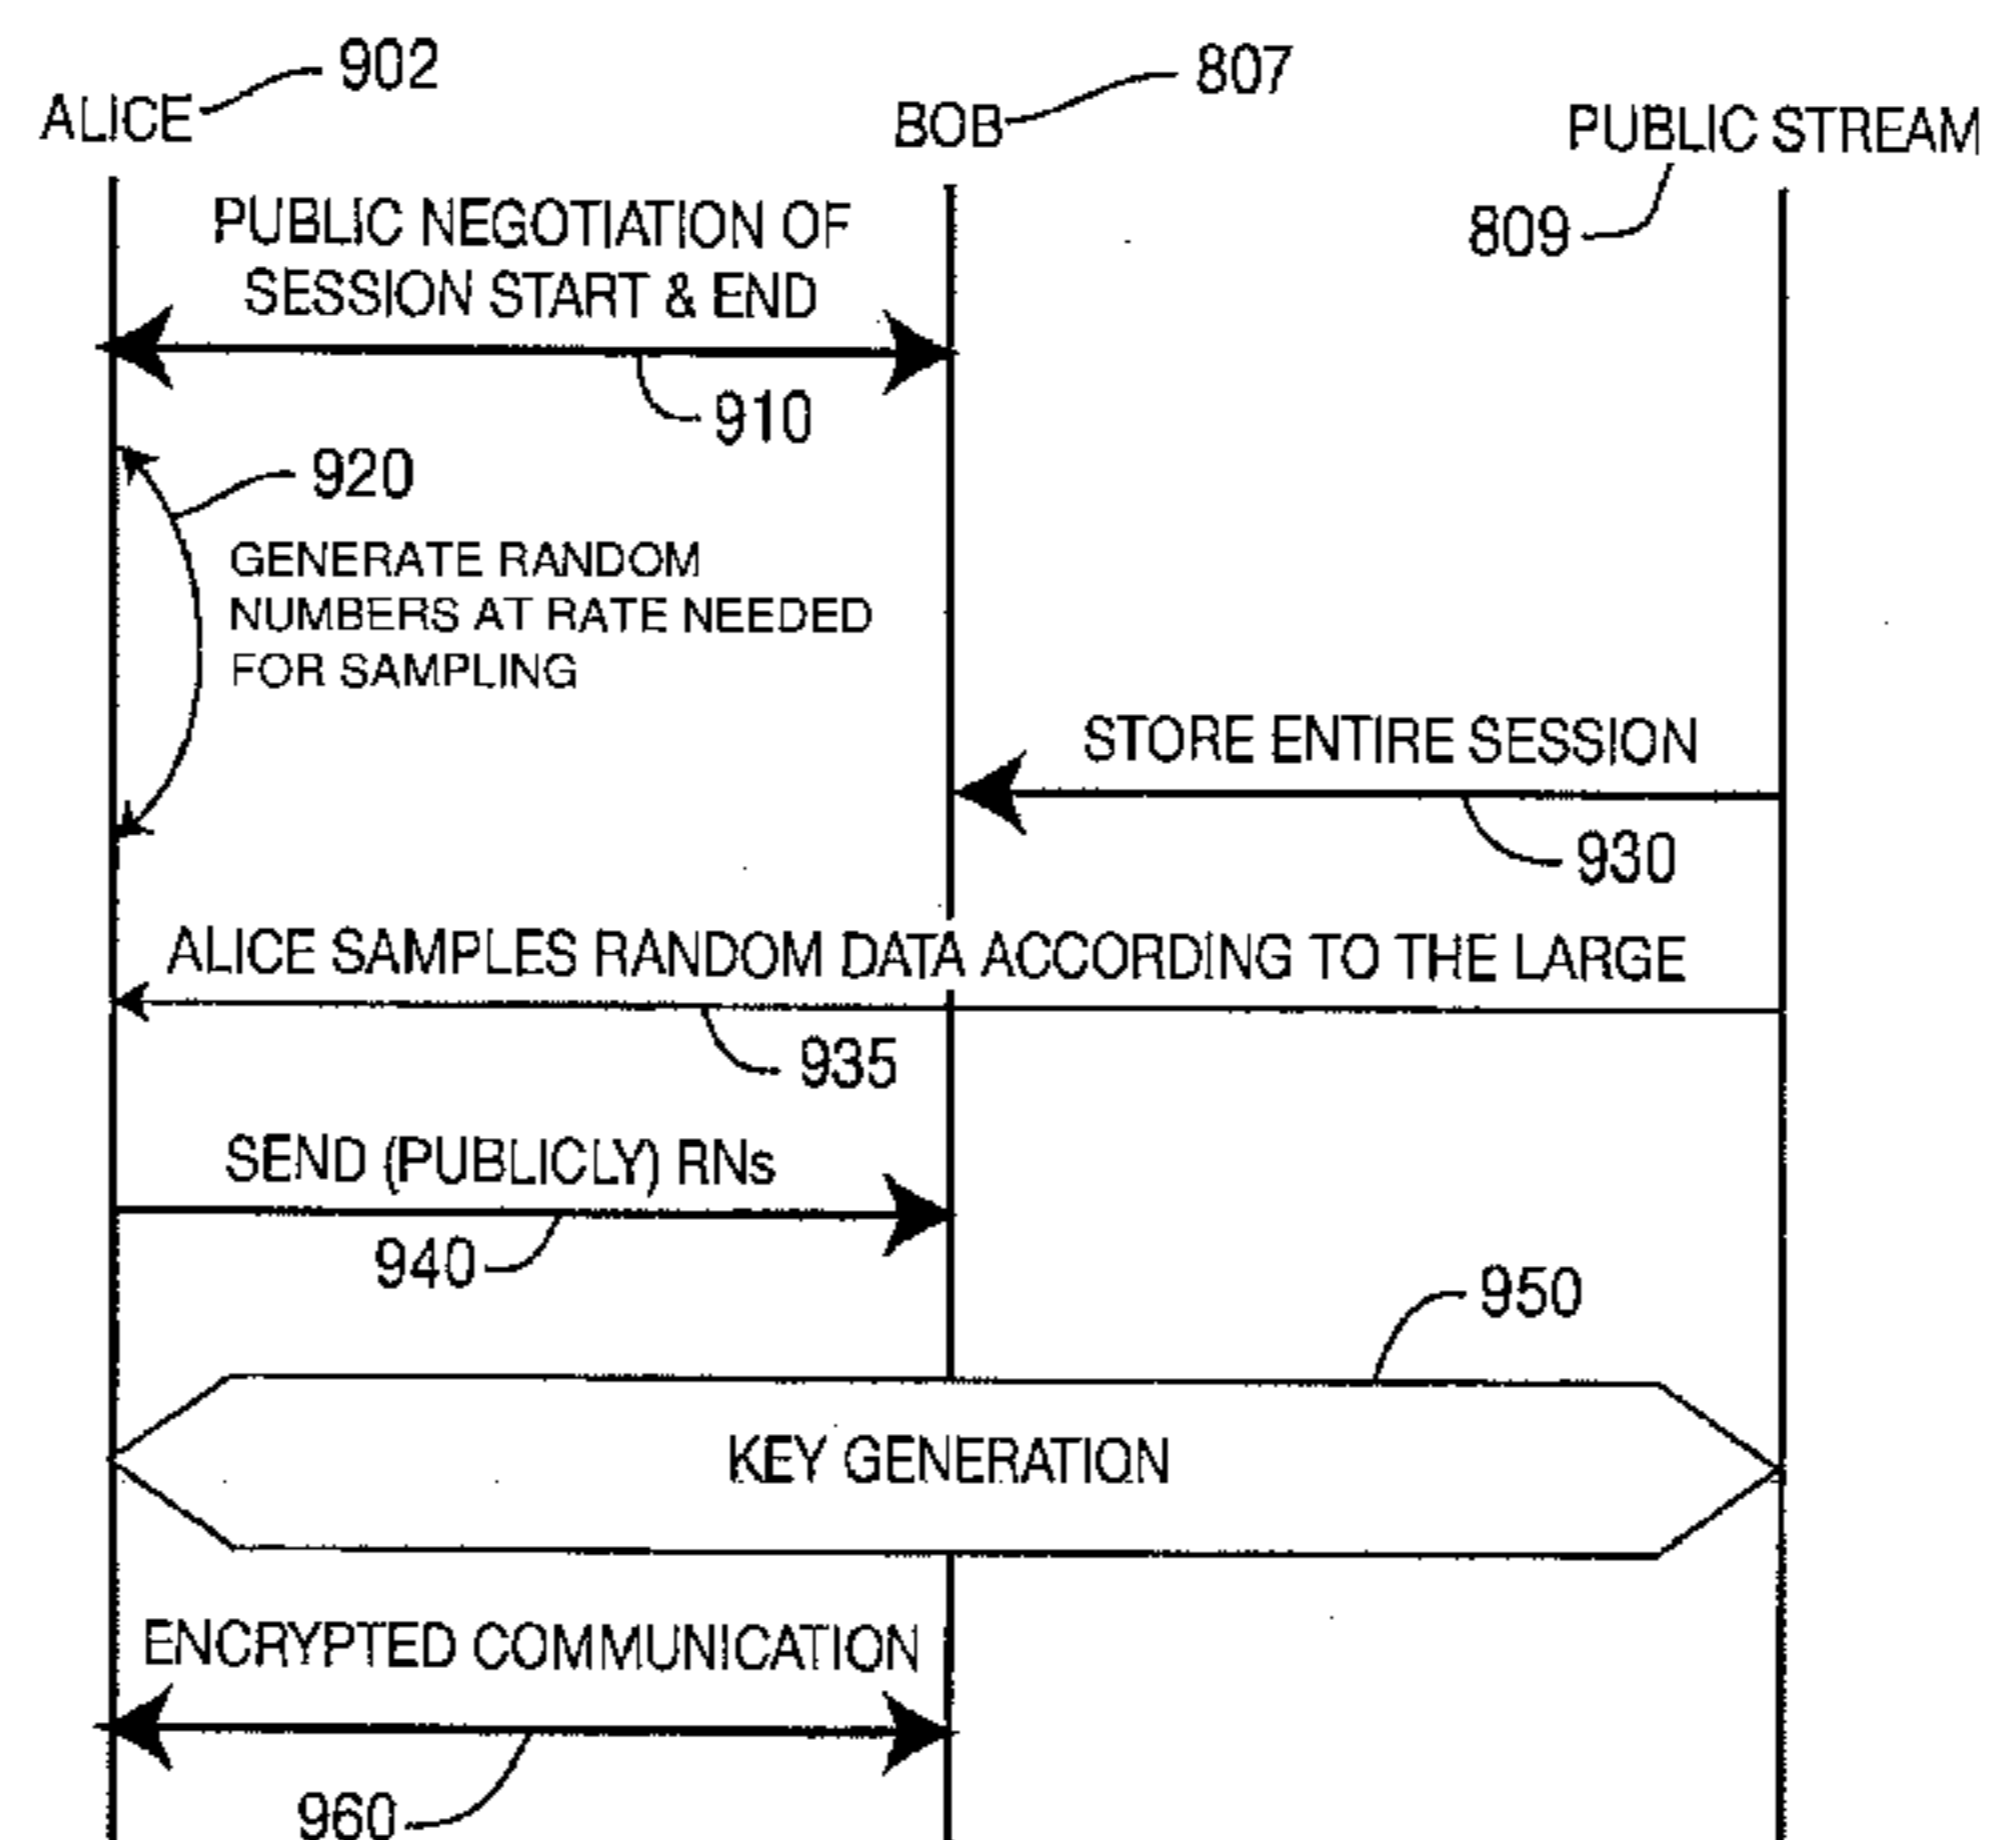 902
807
ALICE
BOB
PUBLIC STREAM
809
PUBLIC NEGOTIATION OF
SESSION START & END
910
920
GENERATE RANDOM
NUMBERS AT RATE NEEDED
FOR SAMPLING
STORE ENTIRE SESSION
930
ALICE SAMPLES RANDOM DATA ACCORDING TO THE LARGE
935
SEND (PUBLICLY) RNs
940
950
KEY GENERATION
ENCRYPTED COMMUNICATION
960